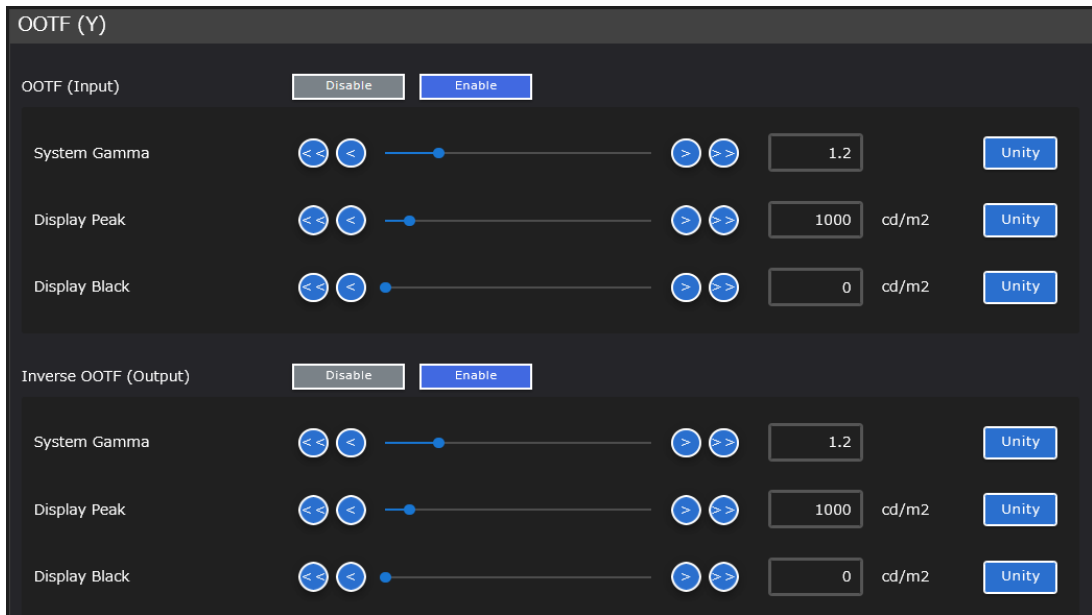 OOTF (Y)
OOTF (Input) Disable Enable
System Gamma << < > >> 1.2 Unity
Display Peak << < > >> 1000 cd/m2 Unity
Display Black << < > >> 0 cd/m2 Unity
Inverse OOTF (Output) Disable Enable
System Gamma << < > >> 1.2 Unity
Display Peak << < > >> 1000 cd/m2 Unity
Display Black << < > >> 0 cd/m2 Unity